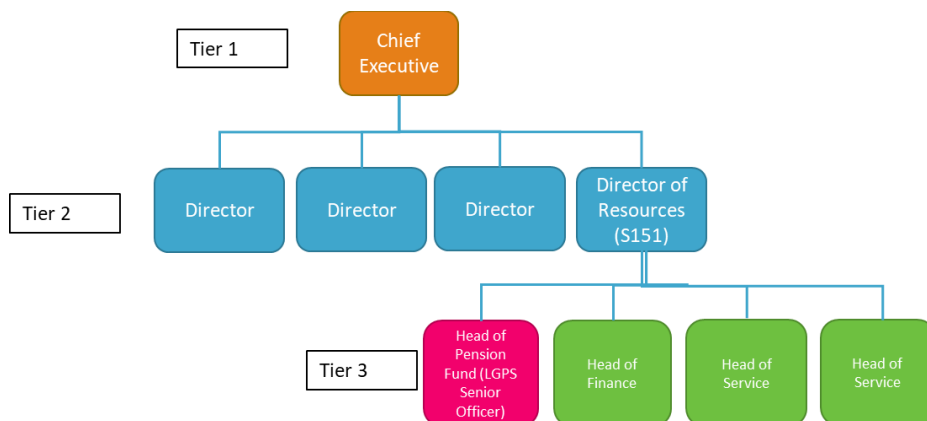 Tier 1
Chief
Executive
Tier 2
Director
Director
Director
Director of
Resources
(S151)
Tier 3
Head of
Pension
Fund (LGPS
Senior
Officer)
Head of
Finance
Head of
Service
Head of
Service